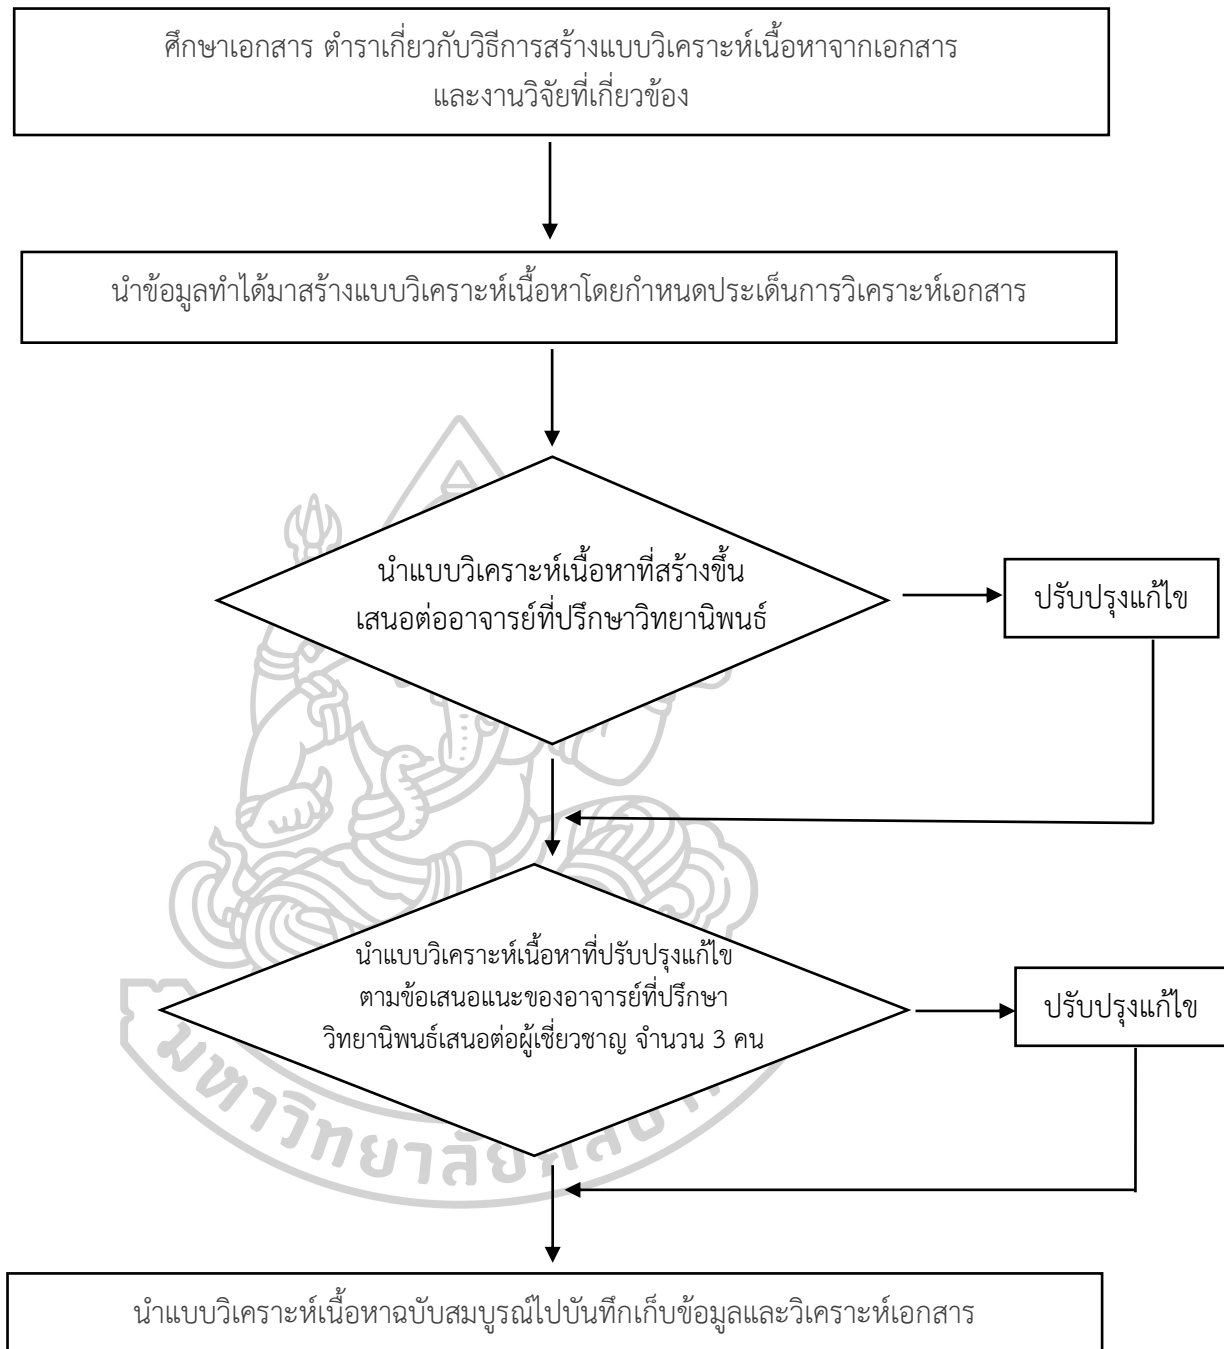 ศึกษาเอกสาร ตำราเกี่ยวกับวิธีการสร้างแบบวิเคราะห์เนื้อหาจากเอกสาร
และงานวิจัยที่เกี่ยวข้อง
นำข้อมูลทำได้มาสร้างแบบวิเคราะห์เนื้อหาโดยกำหนดประเด็นการวิเคราะห์เอกสาร
นำแบบวิเคราะห์เนื้อหาที่สร้างขึ้น
เสนอต่ออาจารย์ที่ปรึกษาวิทยานิพนธ์
ปรับปรุงแก้ไข
นำแบบวิเคราะห์เนื้อหาที่ปรับปรุงแก้ไข
ตามข้อเสนอแนะของอาจารย์ที่ปรึกษา
วิทยานิพนธ์เสนอต่อผู้เชี่ยวชาญ จำนวน 3 คน
ปรับปรุงแก้ไข
มหาวิทยาลัย
นำแบบวิเคราะห์เนื้อหาฉบับสมบูรณ์ไปบันทึกเก็บข้อมูลและวิเคราะห์เอกสาร